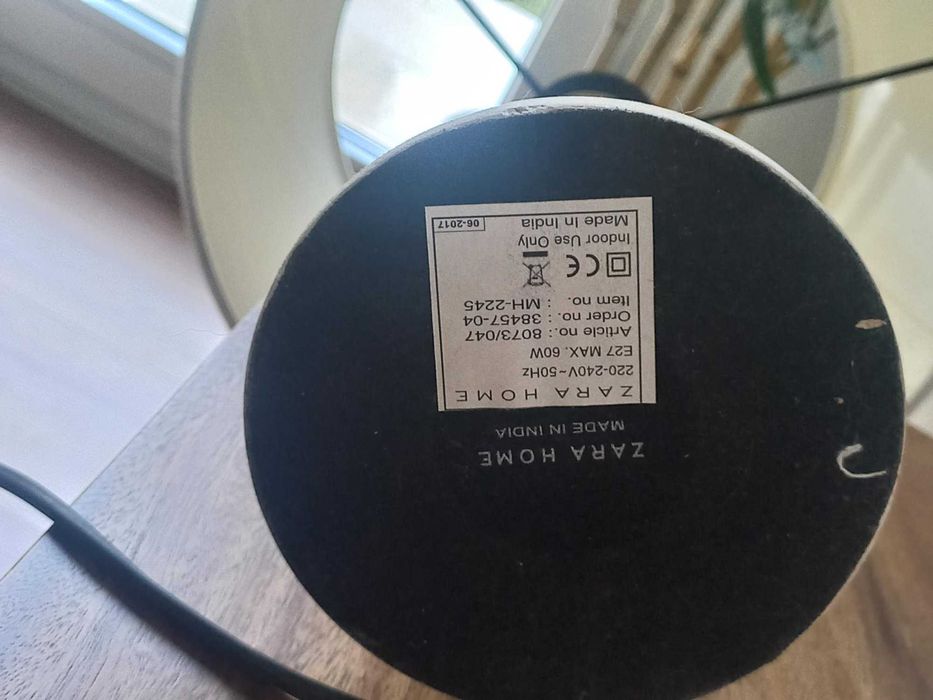 ZARA HOME
MADE IN INDIA
ZARA HOME
220-240V~50Hz
E27 MAX. 60W
Article no. : 8073/047
Order no. : 38457-04
Item no. : MH-2245
CE
Indoor Use Only
Made In India
06-2017